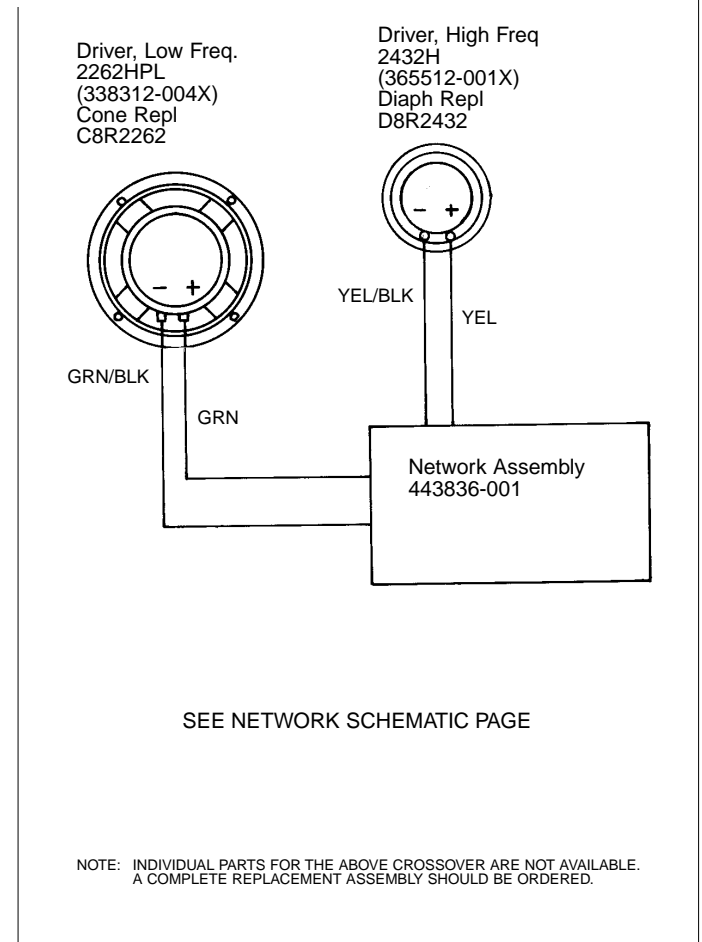 Driver, Low Freq.
2262HPL
(338312-004X)
Cone Repl
C8R2262
Driver, High Freq
2432H
(365512-001X)
Diaph Repl
D8R2432
- +
- +
YEL/BLK
YEL
GRN/BLK
GRN
Network Assembly
443836-001
SEE NETWORK SCHEMATIC PAGE
NOTE: INDIVIDUAL PARTS FOR THE ABOVE CROSSOVER ARE NOT AVAILABLE.
A COMPLETE REPLACEMENT ASSEMBLY SHOULD BE ORDERED.